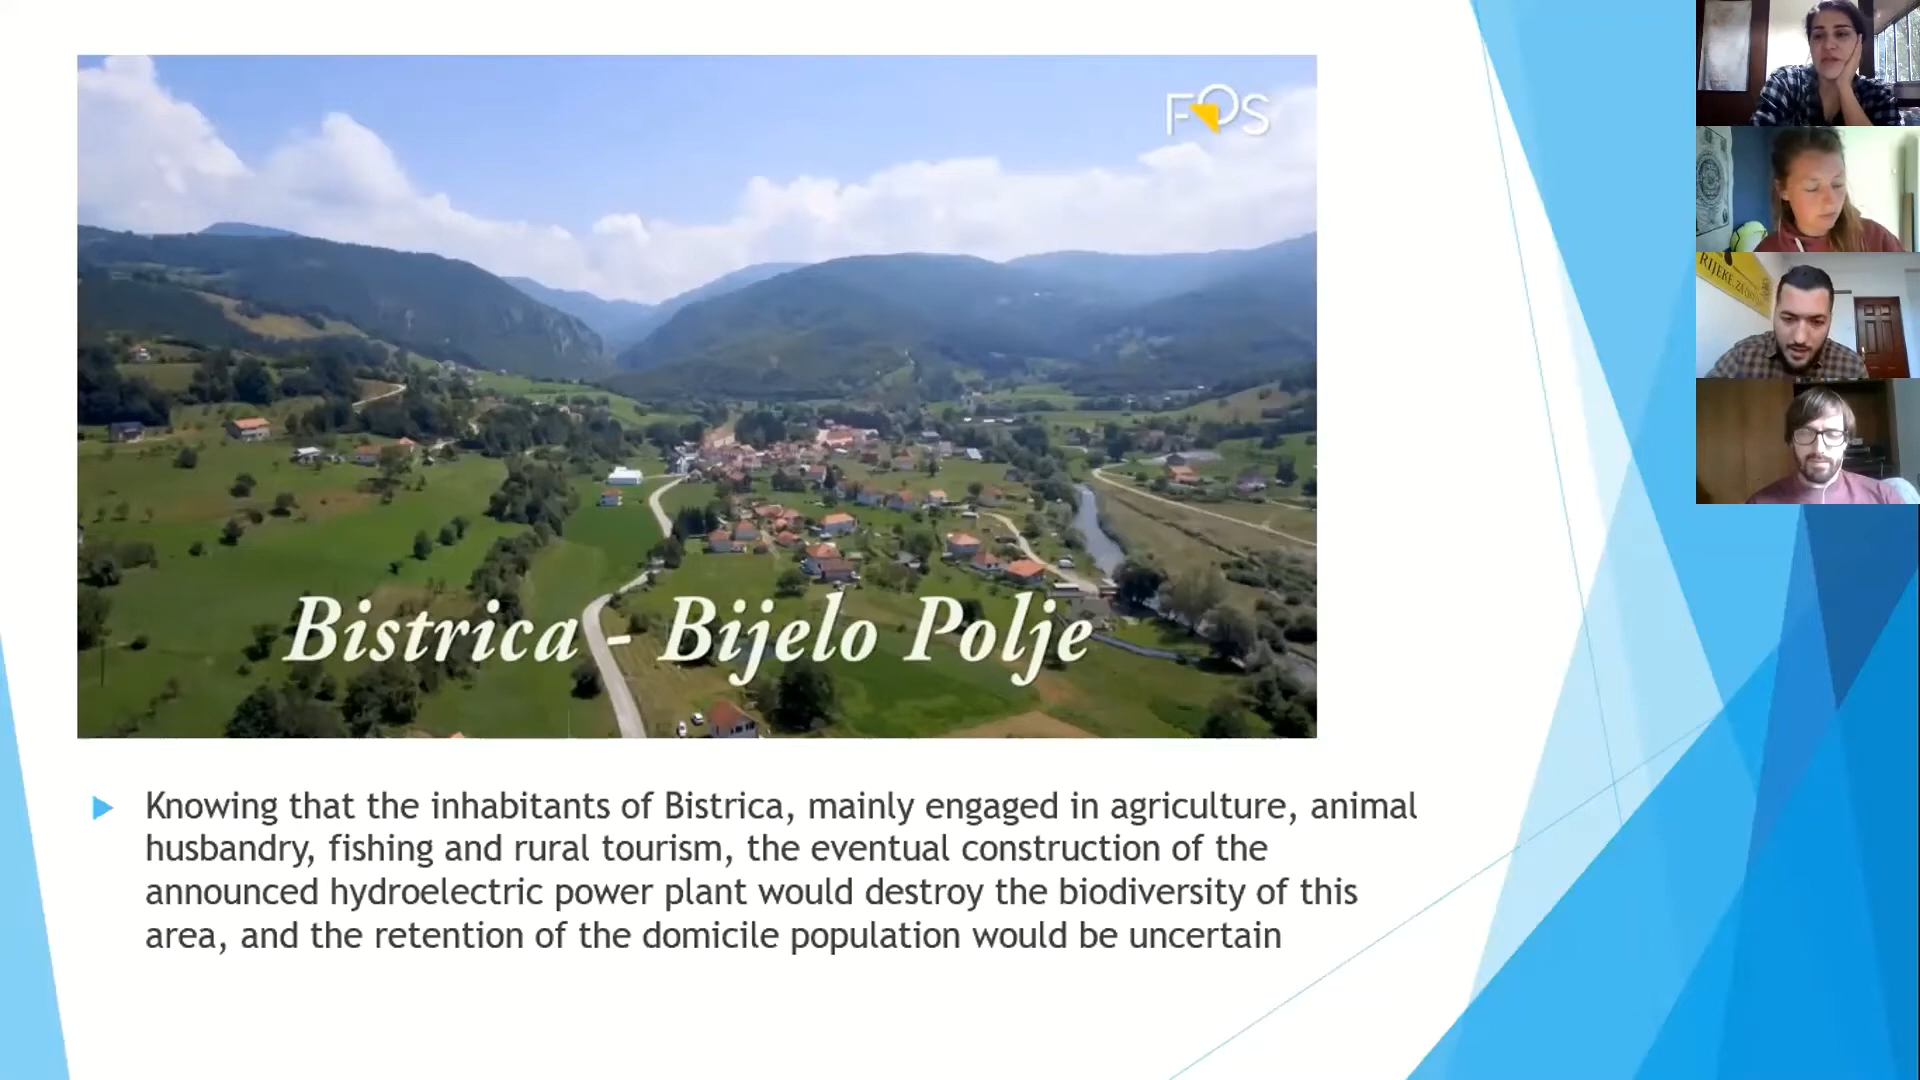 FOS
Bistrica - Bijelo Polje
Knowing that the inhabitants of Bistrica, mainly engaged in agriculture, animal
husbandry, fishing and rural tourism, the eventual construction of the
announced hydroelectric power plant would destroy the biodiversity of this
area, and the retention of the domicile population would be uncertain
RIJEKE, ZA